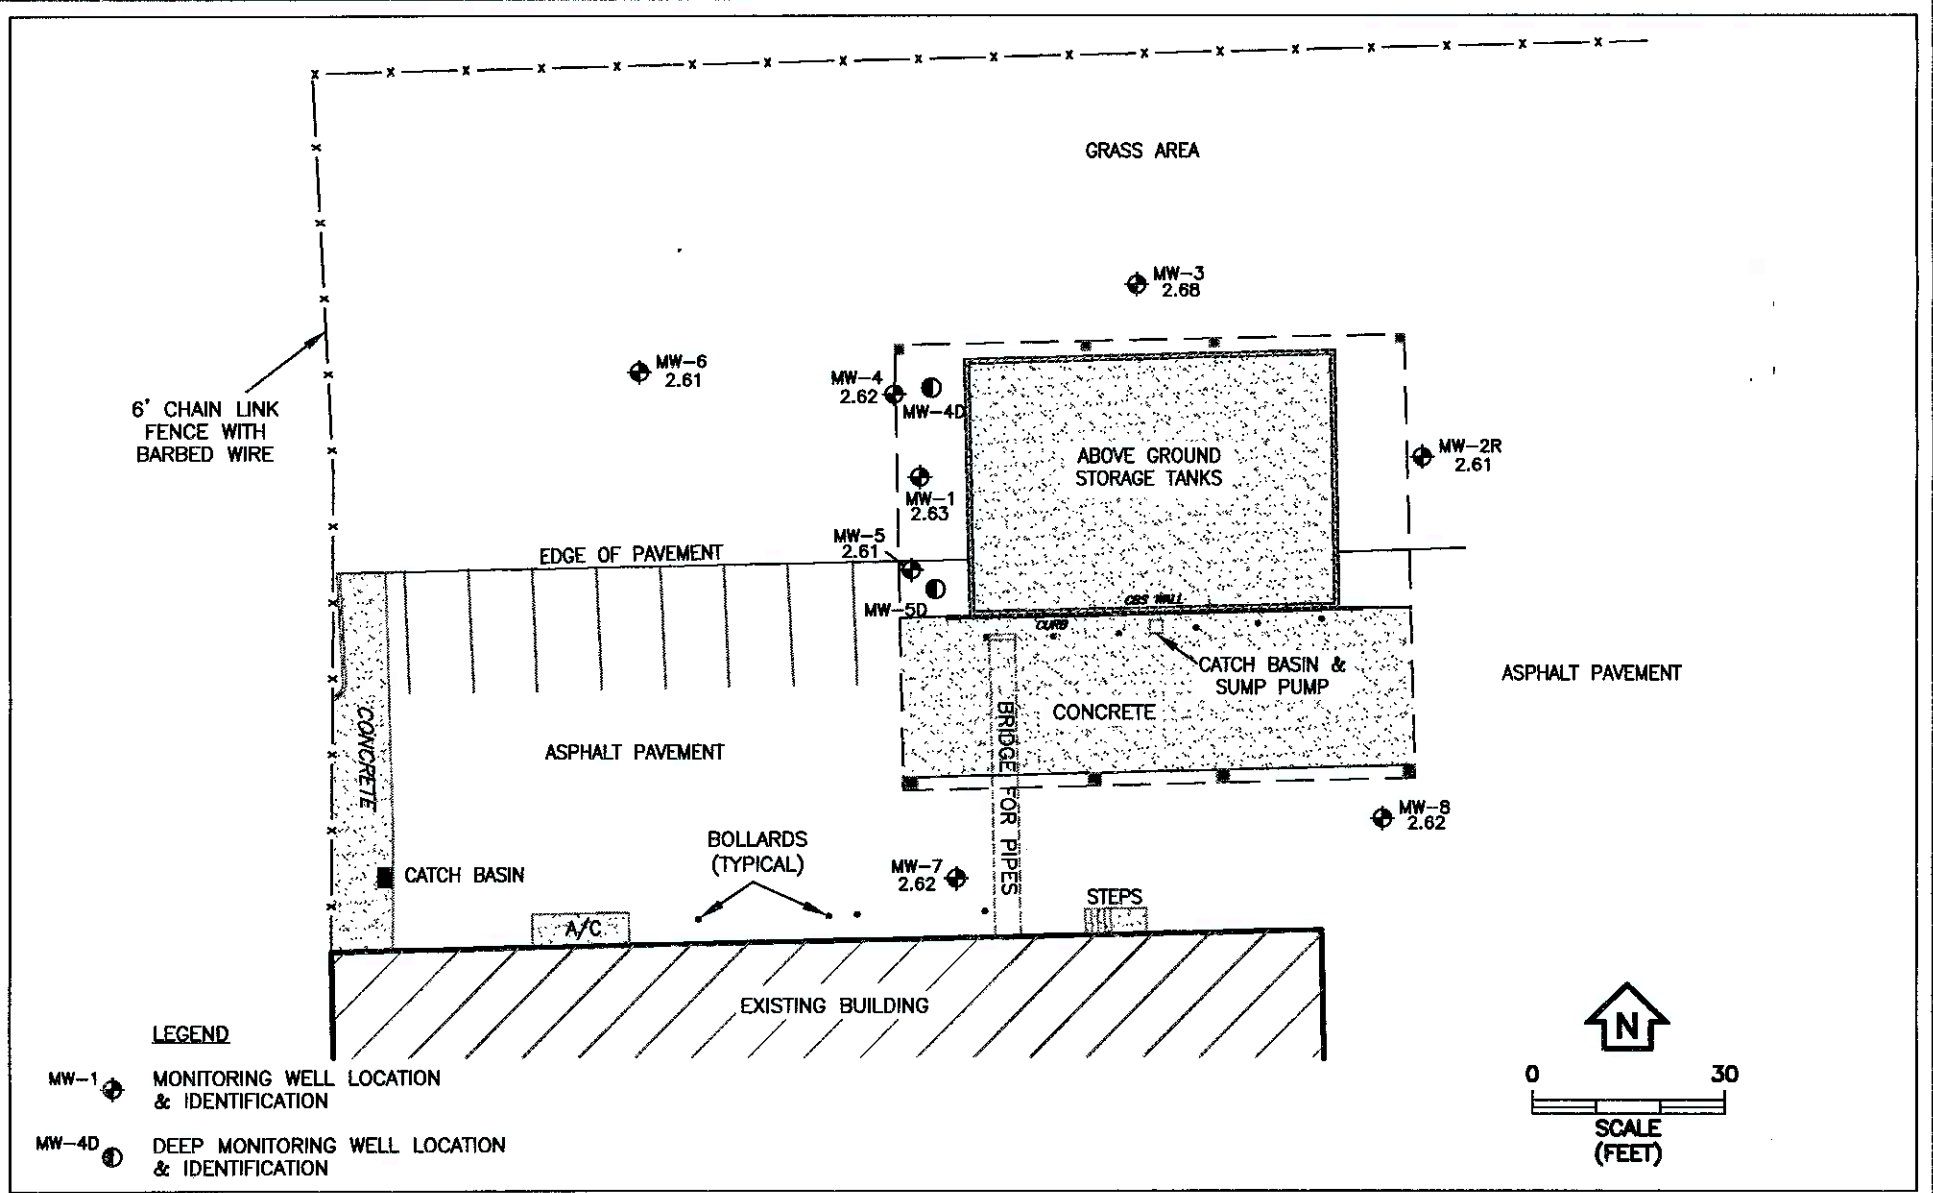 GRASS AREA
MW-3
2.68
MW-6
2.61
MW-4
2.62
MW-4D
6' CHAIN LINK
FENCE WITH
BARBED WIRE
ABOVE GROUND
STORAGE TANKS
MW-2R
2.61
MW-1
2.63
MW-5
2.61
EDGE OF PAVEMENT
MW-5D
CBS WALL
CURB
CATCH BASIN &
SUMP PUMP
ASPHALT PAVEMENT
CONCRETE
BRIDGE FOR PIPES
CONCRETE
ASPHALT PAVEMENT
MW-8
2.62
BOLLARDS
(TYPICAL)
MW-7
2.62
CATCH BASIN
STEPS
A/C
EXISTING BUILDING
LEGEND
MW-1
MONITORING WELL LOCATION
& IDENTIFICATION
MW-4D
DEEP MONITORING WELL LOCATION
& IDENTIFICATION
N
0 30
SCALE
(FEET)